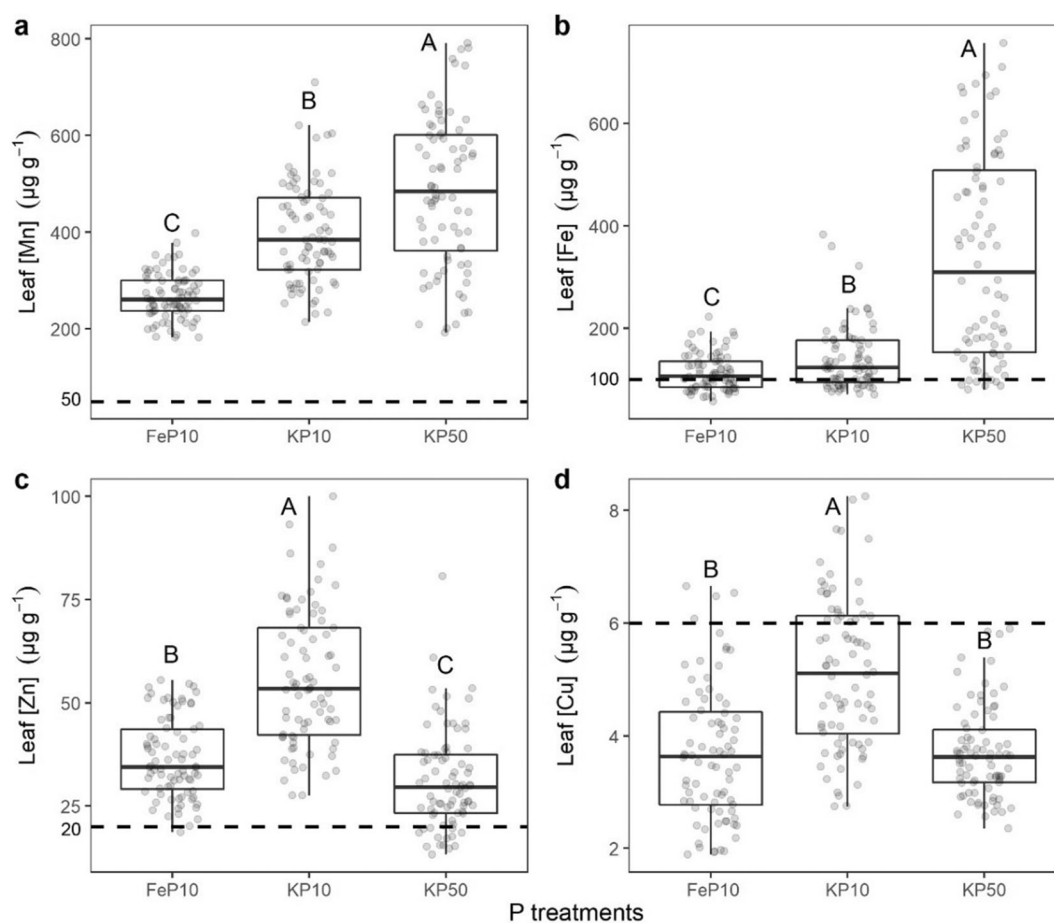 a
800
600
400
200
50
Leaf [Mn] (µg g⁻¹)
C
B
A
FeP10 KP10 KP50
b
600
400
200
100
Leaf [Fe] (µg g⁻¹)
C
B
A
FeP10 KP10 KP50
c
100
75
50
25
20
Leaf [Zn] (µg g⁻¹)
B
A
C
FeP10 KP10 KP50
d
8
6
4
2
Leaf [Cu] (µg g⁻¹)
B
A
B
FeP10 KP10 KP50
P treatments